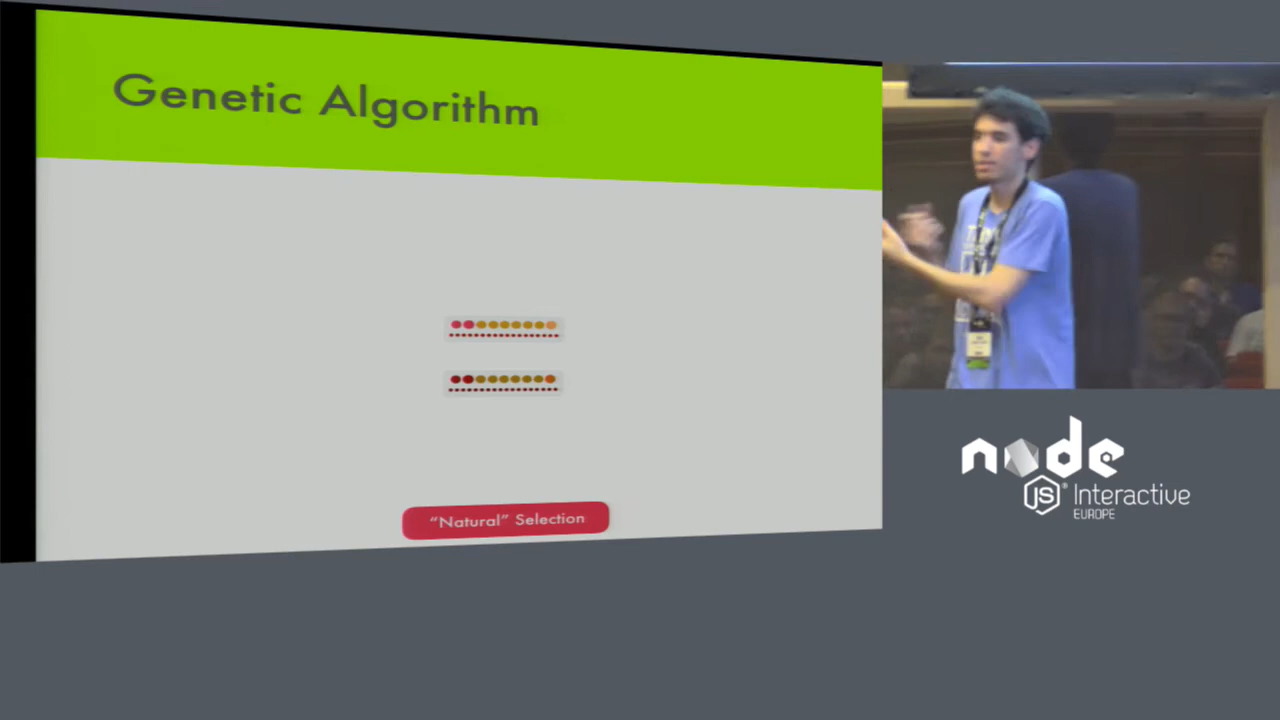 Genetic Algorithm
“Natural” Selection
node
JS® Interactive
EUROPE